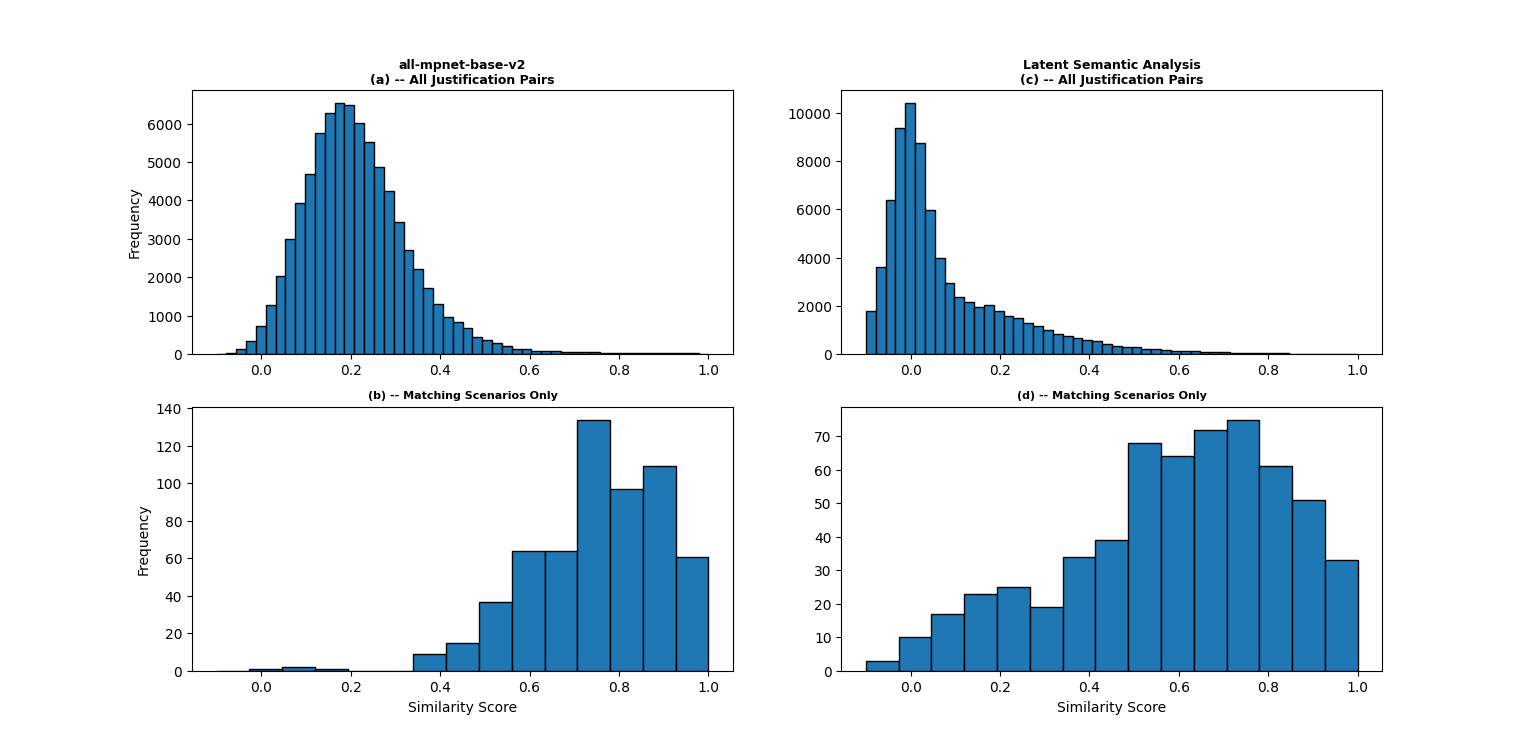 all-mpnet-base-v2
(a) -- All Justification Pairs
Frequency
6000
5000
4000
3000
2000
1000
0
0.0 0.2 0.4 0.6 0.8 1.0
Latent Semantic Analysis
(c) -- All Justification Pairs
10000
8000
6000
4000
2000
0
0.0 0.2 0.4 0.6 0.8 1.0
(b) -- Matching Scenarios Only
Frequency
140
120
100
80
60
40
20
0
0.0 0.2 0.4 0.6 0.8 1.0
Similarity Score
(d) -- Matching Scenarios Only
70
60
50
40
30
20
10
0
0.0 0.2 0.4 0.6 0.8 1.0
Similarity Score